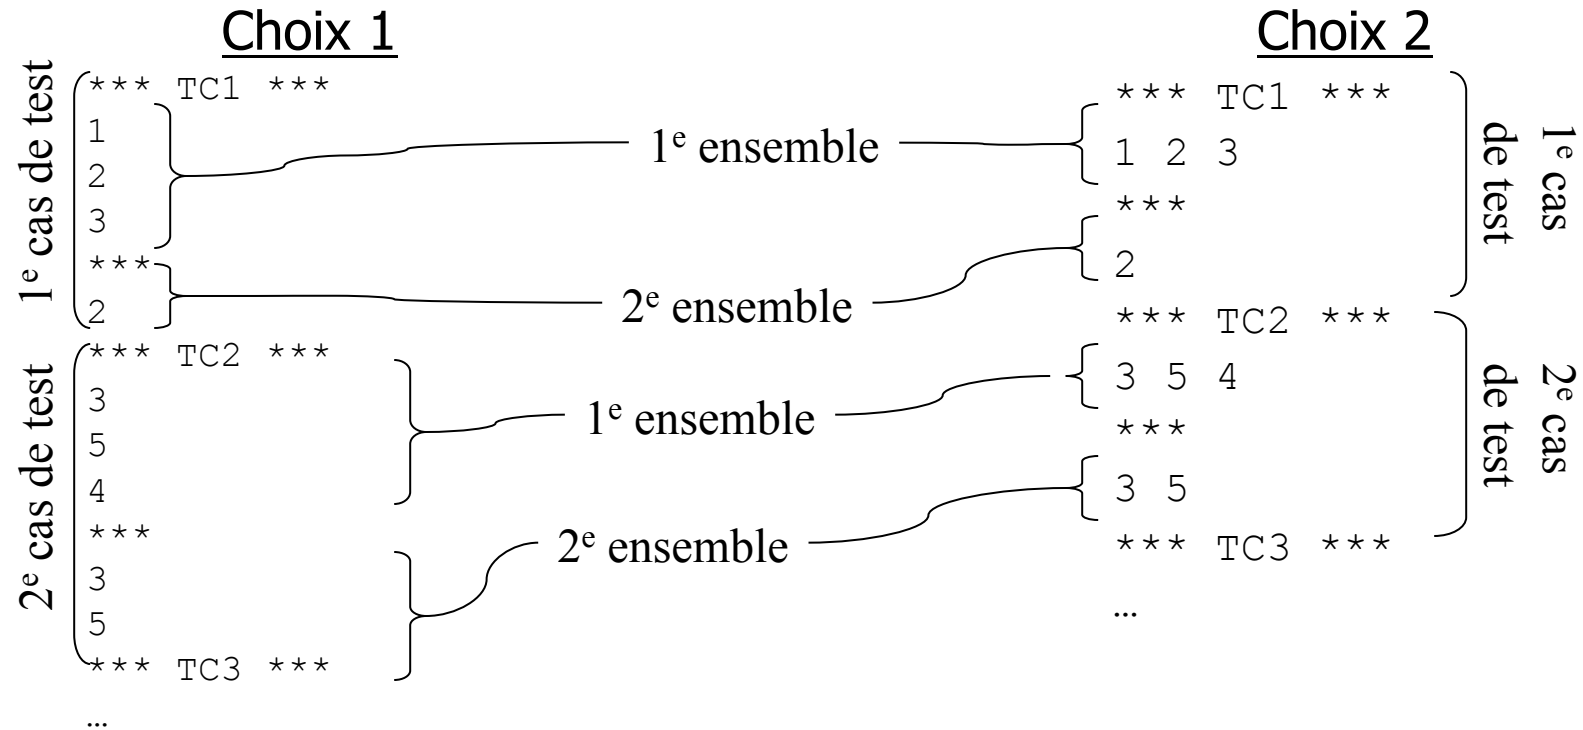 Choix 1
1e cas de test
*** TC1 ***
1
2
3
***
2
2e cas de test
*** TC2 ***
3
5
4
***
3
5
*** TC3 ***
...
1e ensemble
2e ensemble
1e ensemble
2e ensemble
Choix 2
*** TC1 ***
1 2 3
***
2
*** TC2 ***
3 5 4
***
3 5
*** TC3 ***
...
1e cas
de test
2e cas
de test